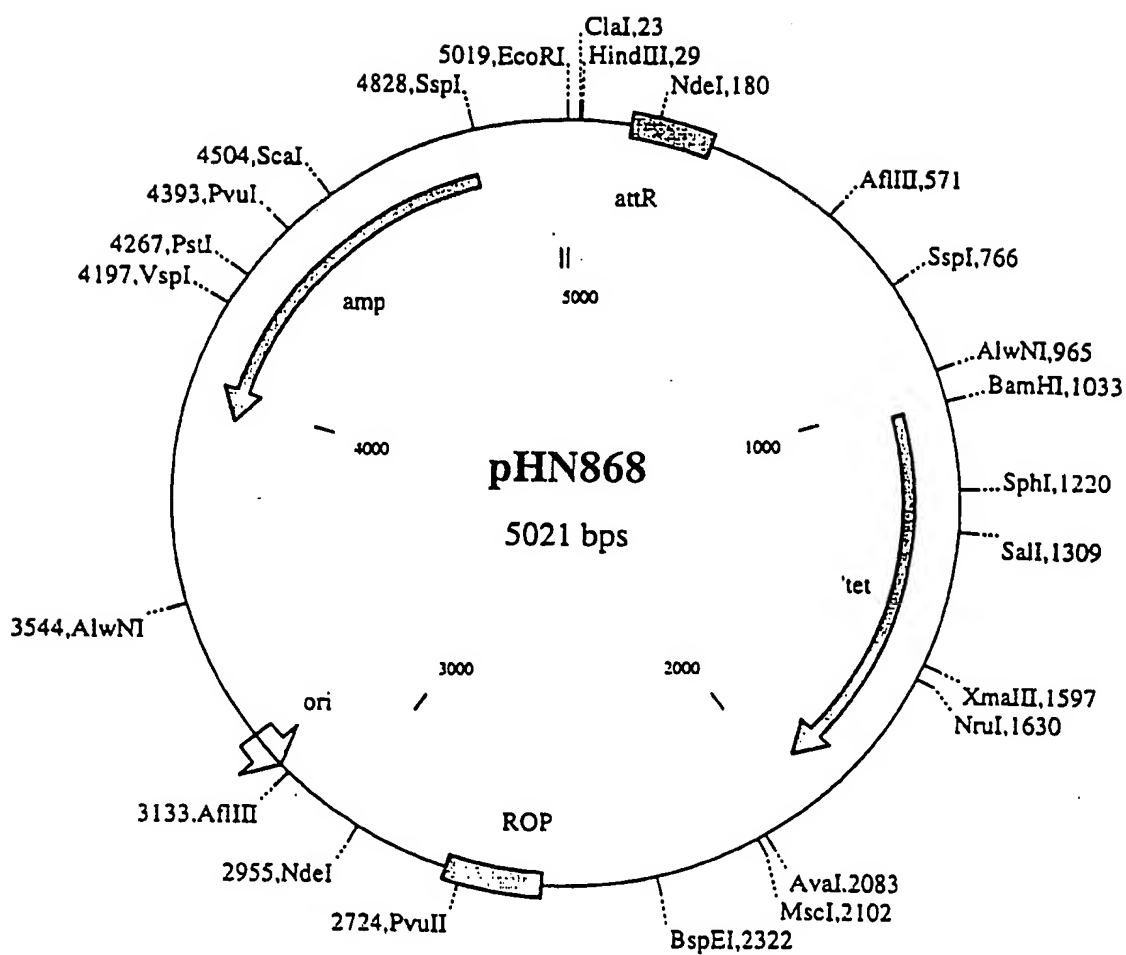 ClaI,23
5019,EcoRI
HindIII,29
4828,SspI
NdeI,180
4504,ScaI
4393,PvuI
attR
AflIII,571
4267,PstI
4197,VspI
SspI,766
amp
5000
AlwNI,965
BamHI,1033
4000
1000
pHN868
5021 bps
SphI,1220
SalI,1309
'tet
3544,AlwNI
3000
2000
ori
XmaIII,1597
NruI,1630
3133,AflIII
ROP
2955,NdeI
AvaI,2083
MscI,2102
2724,PvuII
BspEI,2322